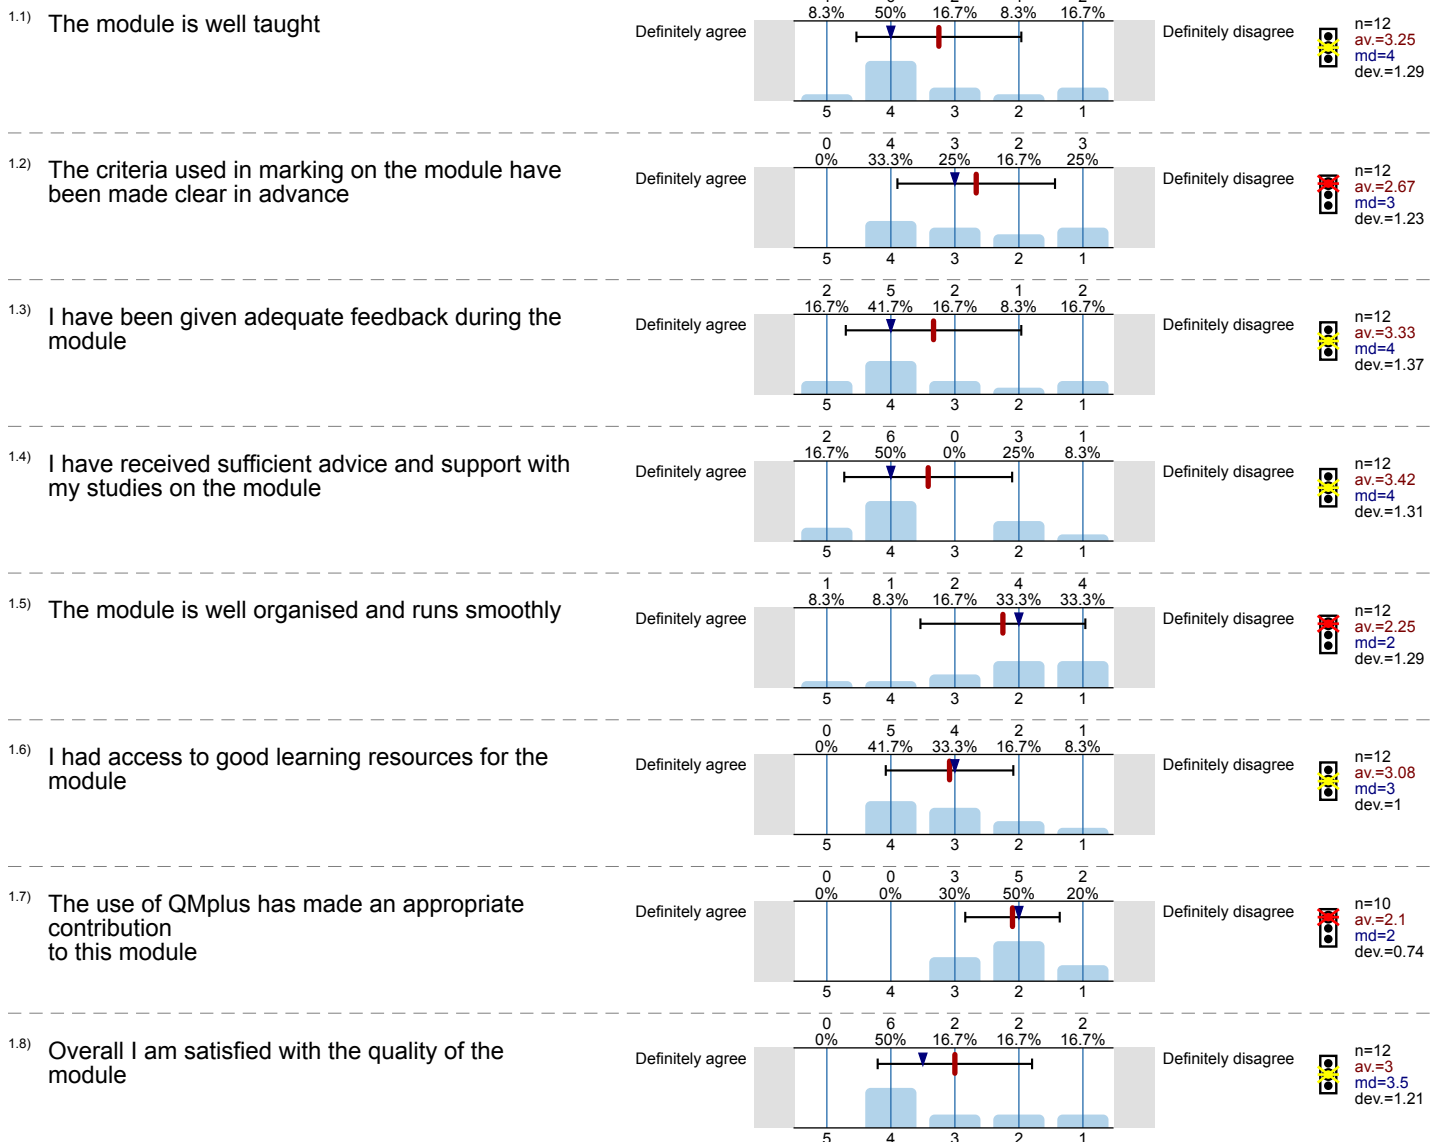 1.1) The module is well taught
8.3% 50% 16.7% 8.3% 16.7%
Definitely agree Definitely disagree
5 4 3 2 1
n=12
av.=3.25
md=4
dev.=1.29
1.2) The criteria used in marking on the module have
been made clear in advance
0 4 3 2 3
0% 33.3% 25% 16.7% 25%
Definitely agree Definitely disagree
5 4 3 2 1
n=12
av.=2.67
md=3
dev.=1.23
1.3) I have been given adequate feedback during the
module
2 5 2 1 2
16.7% 41.7% 16.7% 8.3% 16.7%
Definitely agree Definitely disagree
5 4 3 2 1
n=12
av.=3.33
md=4
dev.=1.37
1.4) I have received sufficient advice and support with
my studies on the module
2 6 0 3 1
16.7% 50% 0% 25% 8.3%
Definitely agree Definitely disagree
5 4 3 2 1
n=12
av.=3.42
md=4
dev.=1.31
1.5) The module is well organised and runs smoothly
1 1 2 4 4
8.3% 8.3% 16.7% 33.3% 33.3%
Definitely agree Definitely disagree
5 4 3 2 1
n=12
av.=2.25
md=2
dev.=1.29
1.6) I had access to good learning resources for the
module
0 5 4 2 1
0% 41.7% 33.3% 16.7% 8.3%
Definitely agree Definitely disagree
5 4 3 2 1
n=12
av.=3.08
md=3
dev.=1
1.7) The use of QMplus has made an appropriate
contribution
to this module
0 0 3 5 2
0% 0% 30% 50% 20%
Definitely agree Definitely disagree
5 4 3 2 1
n=10
av.=2.1
md=2
dev.=0.74
1.8) Overall I am satisfied with the quality of the
module
0 6 2 2 2
0% 50% 16.7% 16.7% 16.7%
Definitely agree Definitely disagree
5 4 3 2 1
n=12
av.=3
md=3.5
dev.=1.21